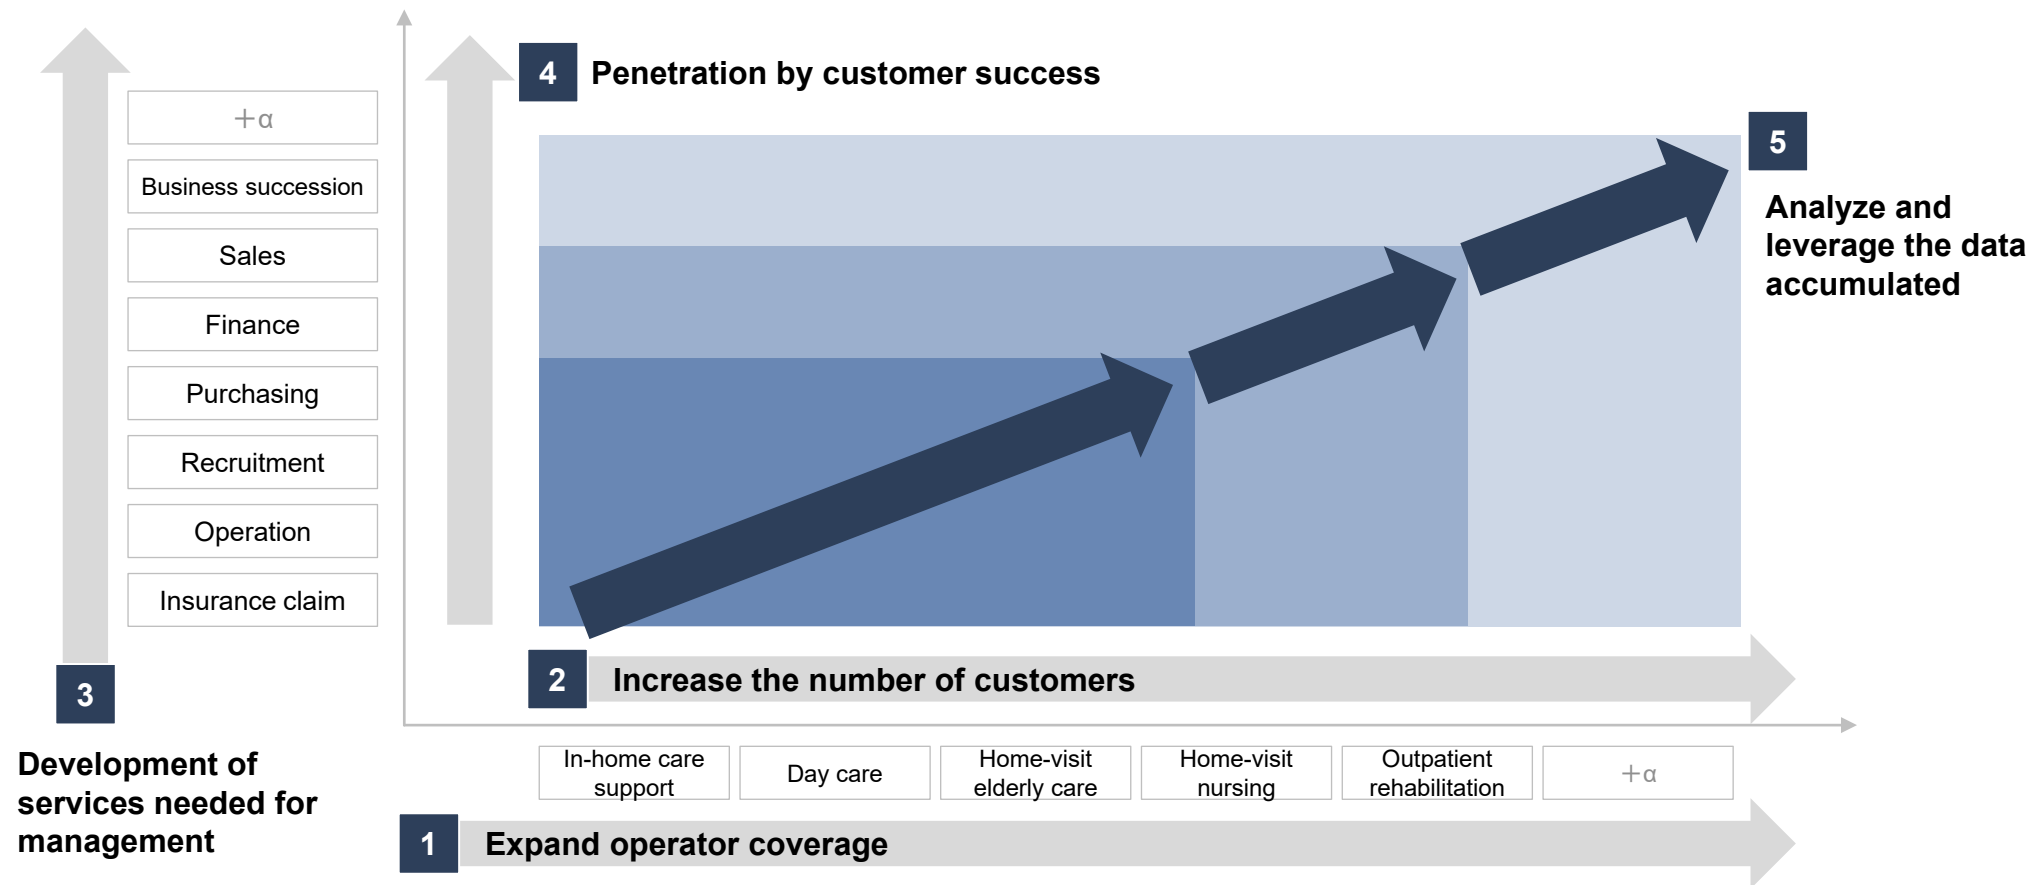 4
Penetration by customer success
5
Analyze and
leverage the data
accumulated
＋α
Business succession
Sales
Finance
Purchasing
Recruitment
Operation
Insurance claim
3
Development of
services needed for
management
2
Increase the number of customers
In-home care
support
Day care
Home-visit
elderly care
Home-visit
nursing
Outpatient
rehabilitation
＋α
1
Expand operator coverage